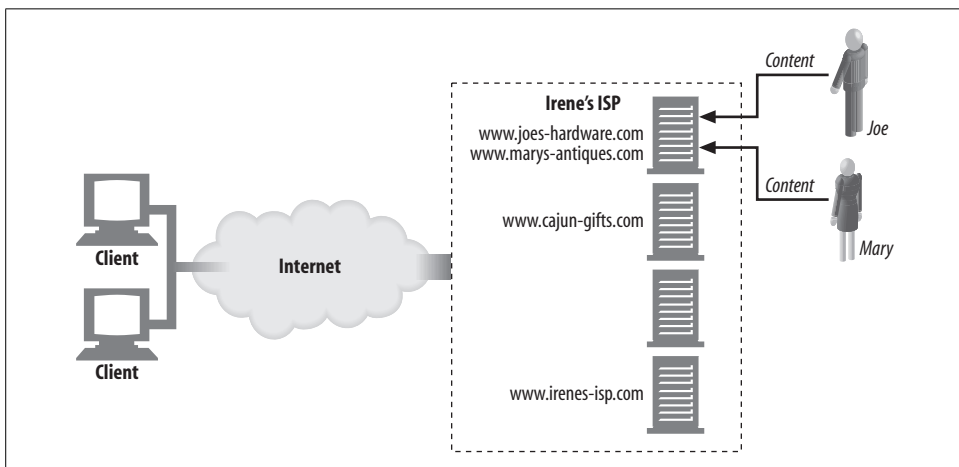 Client
Client
Internet
Irene's ISP
www.joes-hardware.com
www.marys-antiques.com
www.cajun-gifts.com
www.irenes-isp.com
Content
Joe
Content
Mary